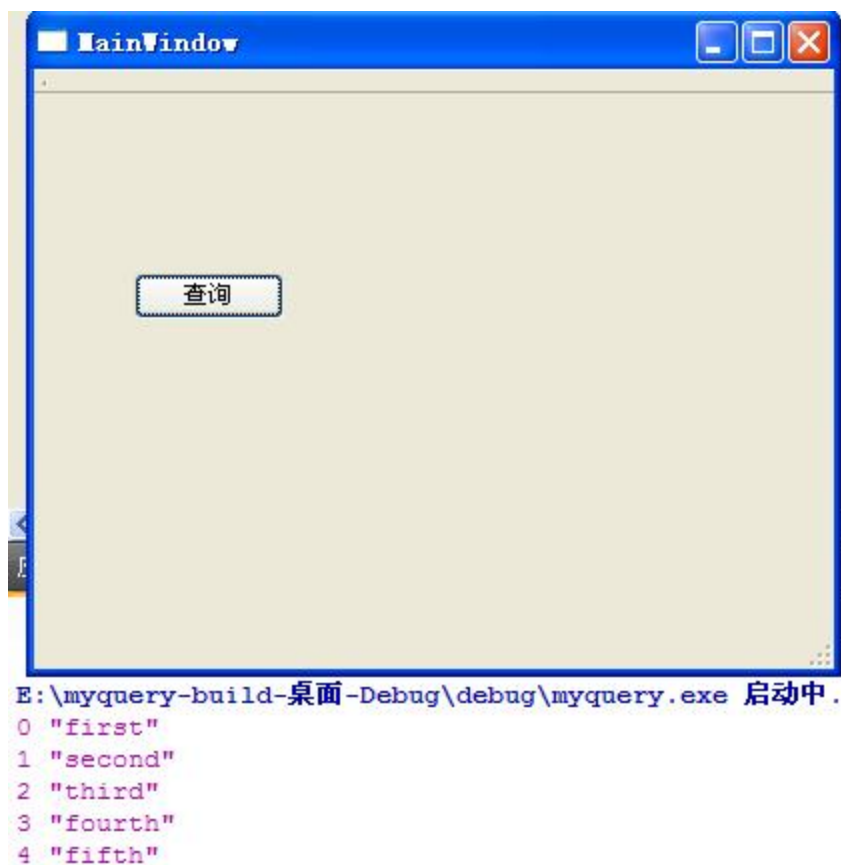 MainWindow
查询
E:\myquery-build-桌面-Debug\debug\myquery.exe 启动中.
0 "first"
1 "second"
2 "third"
3 "fourth"
4 "fifth"